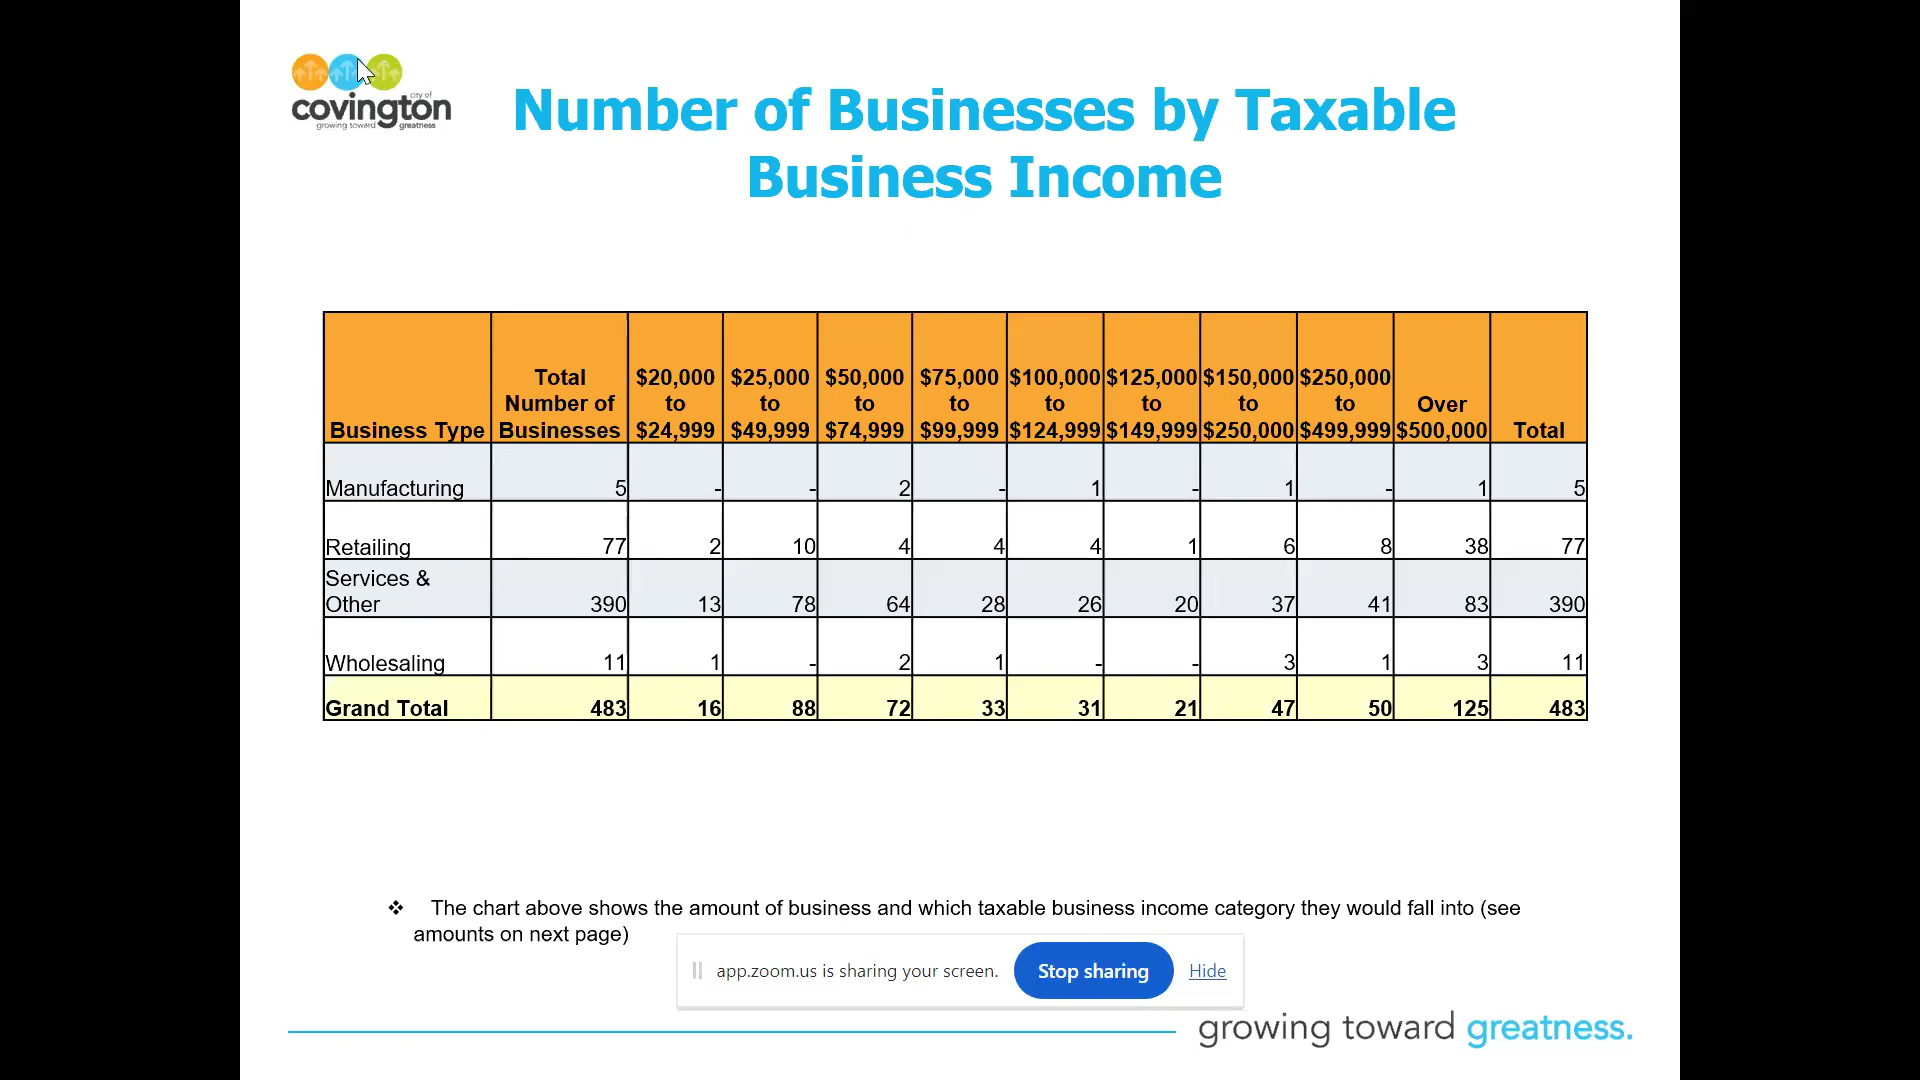 city of
covington
growing toward greatness
Number of Businesses by Taxable
Business Income
Business Type | Total Number of Businesses | $20,000 to $24,999 | $25,000 to $49,999 | $50,000 to $74,999 | $75,000 to $99,999 | $100,000 to $124,999 | $125,000 to $149,999 | $150,000 to $250,000 | $250,000 to $499,999 | Over $500,000 | Total
Manufacturing | 5 | - | - | 2 | - | 1 | - | 1 | - | 1 | 5
Retailing | 77 | 2 | 10 | 4 | 4 | 4 | 1 | 6 | 8 | 38 | 77
Services & Other | 390 | 13 | 78 | 64 | 28 | 26 | 20 | 37 | 41 | 83 | 390
Wholesaling | 11 | 1 | - | 2 | 1 | - | - | 3 | 1 | 3 | 11
Grand Total | 483 | 16 | 88 | 72 | 33 | 31 | 21 | 47 | 50 | 125 | 483
❖ The chart above shows the amount of business and which taxable business income category they would fall into (see
amounts on next page)
app.zoom.us is sharing your screen. Stop sharing Hide
growing toward greatness.